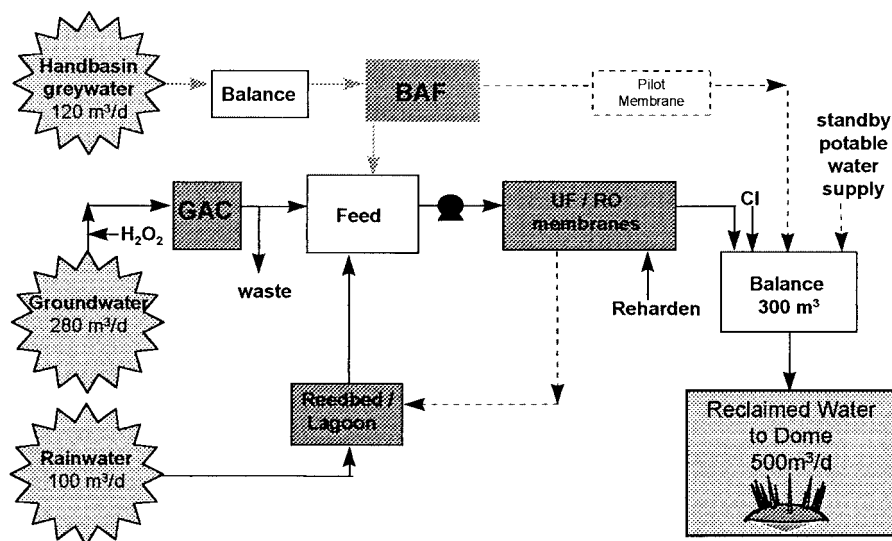 Handbasin
greywater
120 m³/d
Balance
BAF
Pilot
Membrane
standby
potable
water
supply
GAC
Feed
UF / RO
membranes
Cl
H₂O₂
waste
Groundwater
280 m³/d
Reharden
Balance
300 m³
Reedbed /
Lagoon
Rainwater
100 m³/d
Reclaimed Water
to Dome
500m³/d